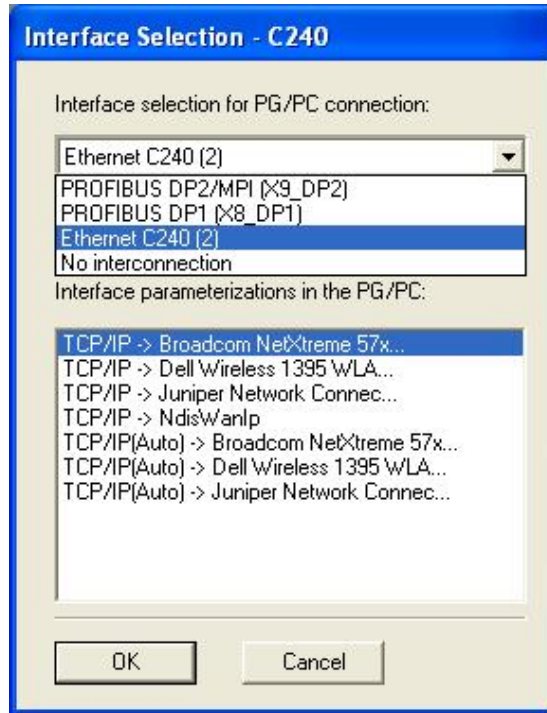 Interface Selection - C240
Interface selection for PG/PC connection:
Ethernet C240 (2)
PROFIBUS DP2/MPI (X9_DP2)
PROFIBUS DP1 (X8_DP1)
Ethernet C240 (2)
No interconnection
Interface parameterizations in the PG/PC:
TCP/IP -> Broadcom NetXtreme 57x...
TCP/IP -> Dell Wireless 1395 WLA...
TCP/IP -> Juniper Network Connec...
TCP/IP -> NdisWanIp
TCP/IP(Auto) -> Broadcom NetXtreme 57x...
TCP/IP(Auto) -> Dell Wireless 1395 WLA...
TCP/IP(Auto) -> Juniper Network Connec...
OK Cancel